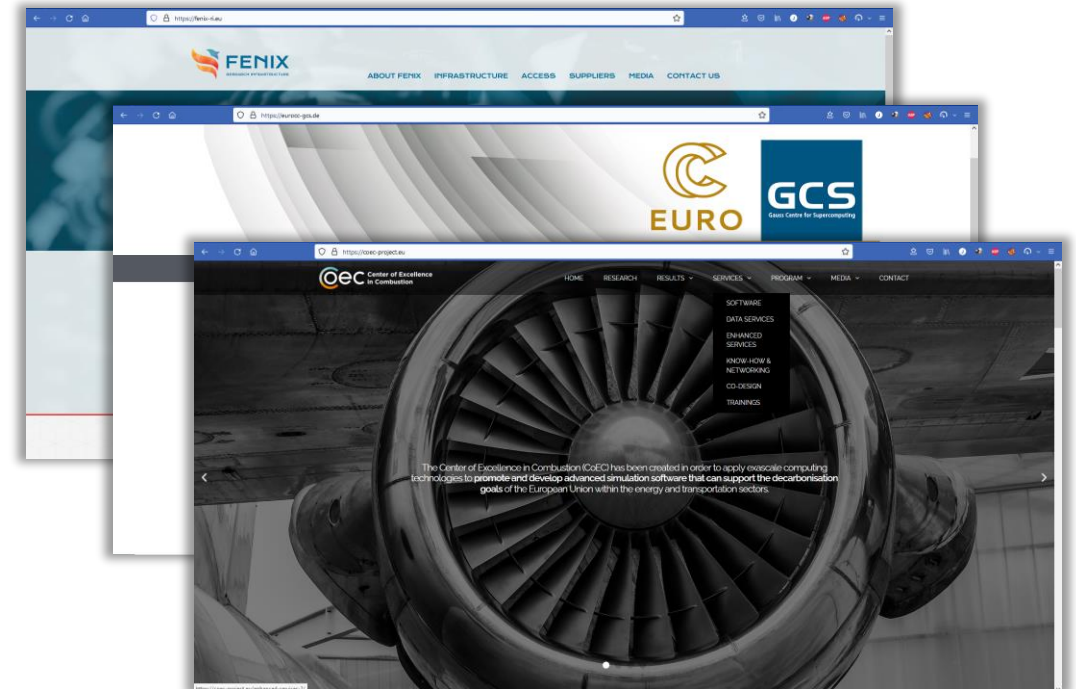 https://fenix-ri.eu
FENIX
RESEARCH INFRASTRUCTURE
ABOUT FENIX INFRASTRUCTURE ACCESS SUPPLIERS MEDIA CONTACT US
https://eurocc-gcs.de
EURO
GCS
Gauss Centre for Supercomputing
https://coec-project.eu
CoEC Center of Excellence
in Combustion
HOME RESEARCH RESULTS SERVICES PROGRAM MEDIA CONTACT
SOFTWARE
DATA SERVICES
ENHANCED
SERVICES
KNOW-HOW &
NETWORKING
CO-DESIGN
TRAININGS
The Center of Excellence in Combustion (CoEC) has been created in order to apply exascale computing
technologies to promote and develop advanced simulation software that can support the decarbonisation
goals of the European Union within the energy and transportation sectors.